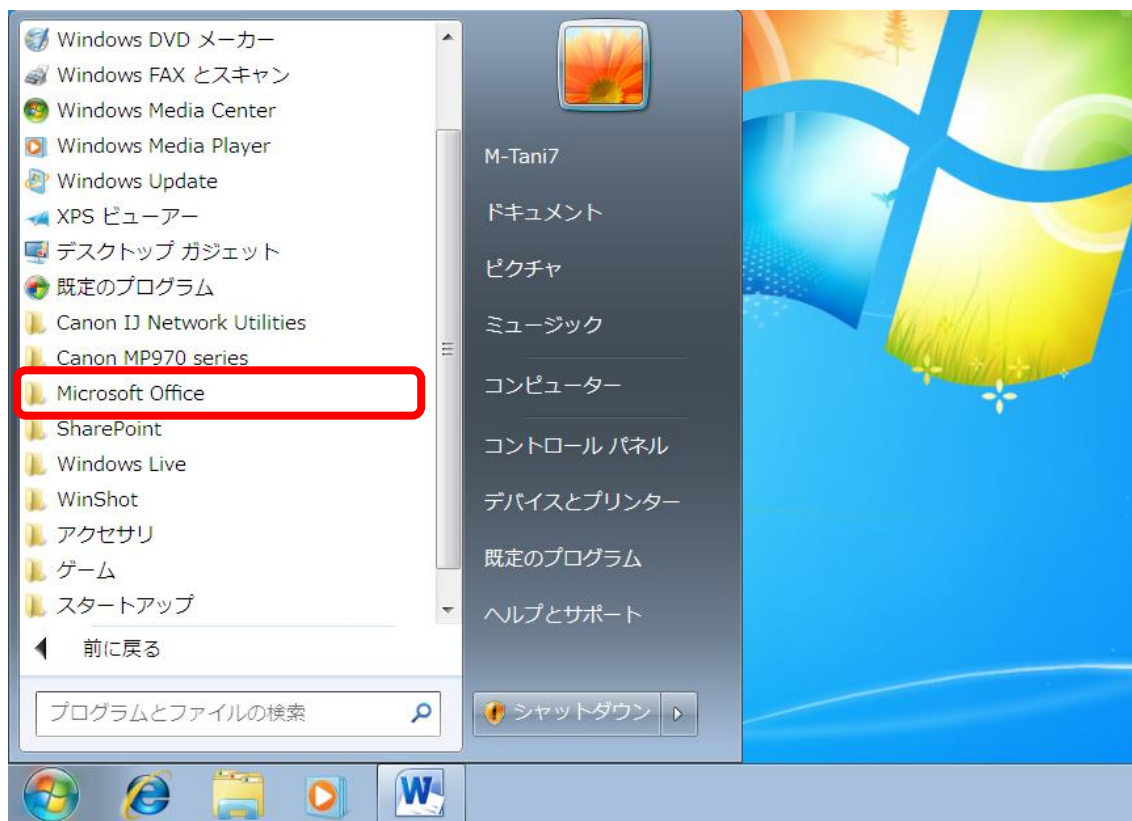 Windows DVD メーカー
Windows FAX とスキャン
Windows Media Center
Windows Media Player
Windows Update
XPS ビューアー
デスクトップ ガジェット
既定のプログラム
Canon IJ Network Utilities
Canon MP970 series
Microsoft Office
SharePoint
Windows Live
WinShot
アクセサリ
ゲーム
スタートアップ
前に戻る
プログラムとファイルの検索
M-Tani7
ドキュメント
ピクチャ
ミュージック
コンピューター
コントロール パネル
デバイスとプリンター
既定のプログラム
ヘルプとサポート
シャットダウン
W